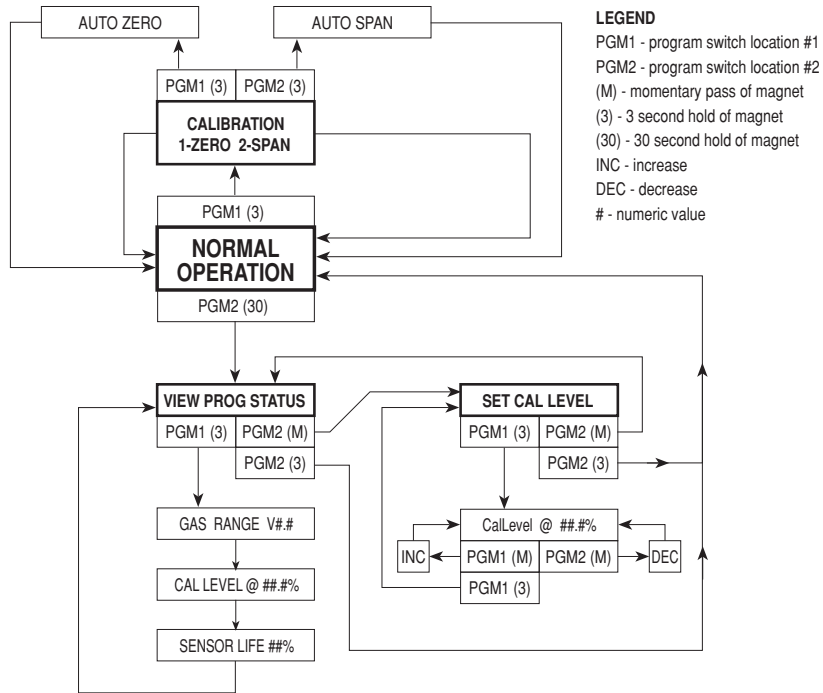 AUTO ZERO
AUTO SPAN
PGM1 (3)
PGM2 (3)
CALIBRATION
1-ZERO 2-SPAN
PGM1 (3)
NORMAL
OPERATION
PGM2 (30)
VIEW PROG STATUS
PGM1 (3)
PGM2 (M)
PGM2 (3)
GAS RANGE V#.#
CAL LEVEL @ ##.#%
SENSOR LIFE ##%
SET CAL LEVEL
PGM1 (3)
PGM2 (M)
PGM2 (3)
CalLevel @ ##.#%
INC
PGM1 (M)
PGM2 (M)
DEC
PGM1 (3)
LEGEND
PGM1 - program switch location #1
PGM2 - program switch location #2
(M) - momentary pass of magnet
(3) - 3 second hold of magnet
(30) - 30 second hold of magnet
INC - increase
DEC - decrease
# - numeric value